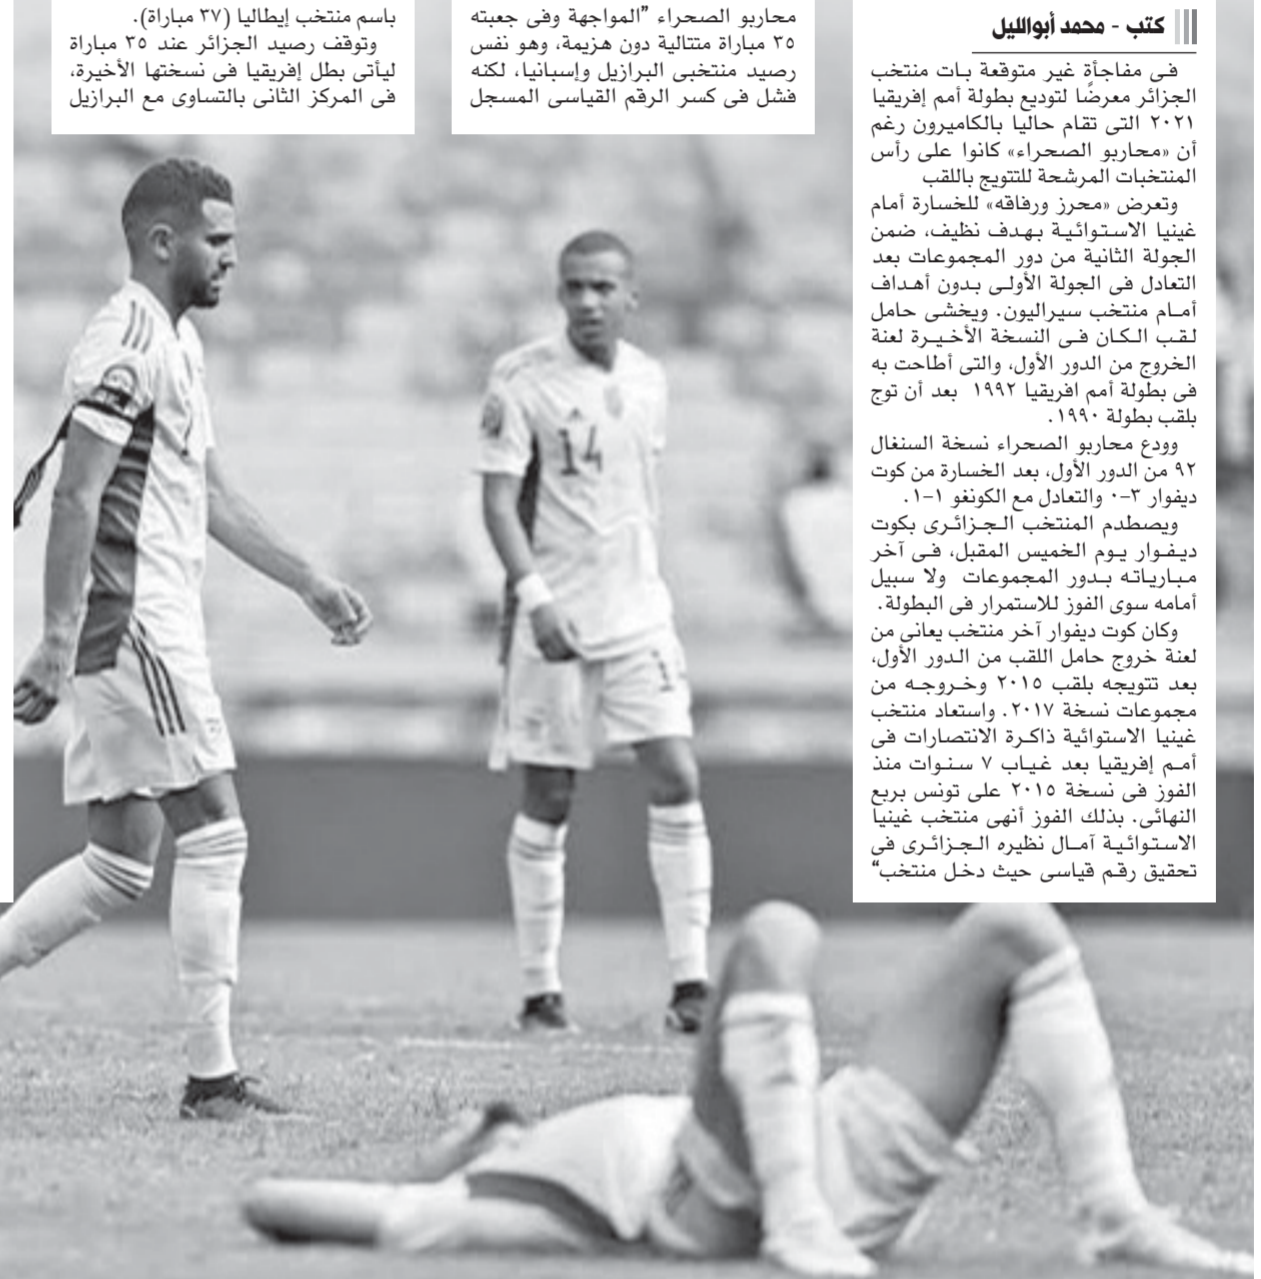 كتب - محمد أبوالليل
فى مفاجأة غير متوقعة بات منتخب
الجزائر معرضًا لتوديع بطولة أمم إفريقيا
٢٠٢١ التى تقام حاليا بالكاميرون رغم
أن «محاربو الصحراء» كانوا على رأس
المنتخبات المرشحة للتتويج باللقب
وتعرض «محرز ورفاقه» للخسارة أمام
غينيا الاستوائية بهدف نظيف، ضمن
الجولة الثانية من دور المجموعات بعد
التعادل فى الجولة الأولى بدون أهداف
أمام منتخب سيراليون. ويخشى حامل
لقب الكان فى النسخة الأخيرة لعنة
الخروج من الدور الأول، والتى أطاحت به
فى بطولة أمم افريقيا ١٩٩٢ بعد أن توج
بلقب بطولة ١٩٩٠.
وودع محاربو الصحراء نسخة السنغال
٩٢ من الدور الأول، بعد الخسارة من كوت
ديفوار ٣-٠ والتعادل مع الكونغو ١-١.
ويصطدم المنتخب الجزائرى بكوت
ديفوار يوم الخميس المقبل، فى آخر
مبارياته بدور المجموعات ولا سبيل
أمامه سوى الفوز للاستمرار فى البطولة.
وكان كوت ديفوار آخر منتخب يعانى من
لعنة خروج حامل اللقب من الدور الأول،
بعد تتويجه بلقب ٢٠١٥ وخروجه من
مجموعات نسخة ٢٠١٧. واستعاد منتخب
غينيا الاستوائية ذاكرة الانتصارات فى
أمم إفريقيا بعد غياب ٧ سنوات منذ
الفوز فى نسخة ٢٠١٥ على تونس بربع
النهائى. بذلك الفوز أنهى منتخب غينيا
الاستوائية آمال نظيره الجزائرى فى
تحقيق رقم قياسى حيث دخل منتخب“
محاربو الصحراء ”المواجهة وفى جعبته
٣٥ مباراة متتالية دون هزيمة، وهو نفس
رصيد منتخبى البرازيل وإسبانيا، لكنه
فشل فى كسر الرقم القياسى المسجل
باسم منتخب إيطاليا (٣٧ مباراة).
وتوقف رصيد الجزائر عند ٣٥ مباراة
ليأتى بطل إفريقيا فى نسختها الأخيرة،
فى المركز الثانى بالتساوى مع البرازيل
14